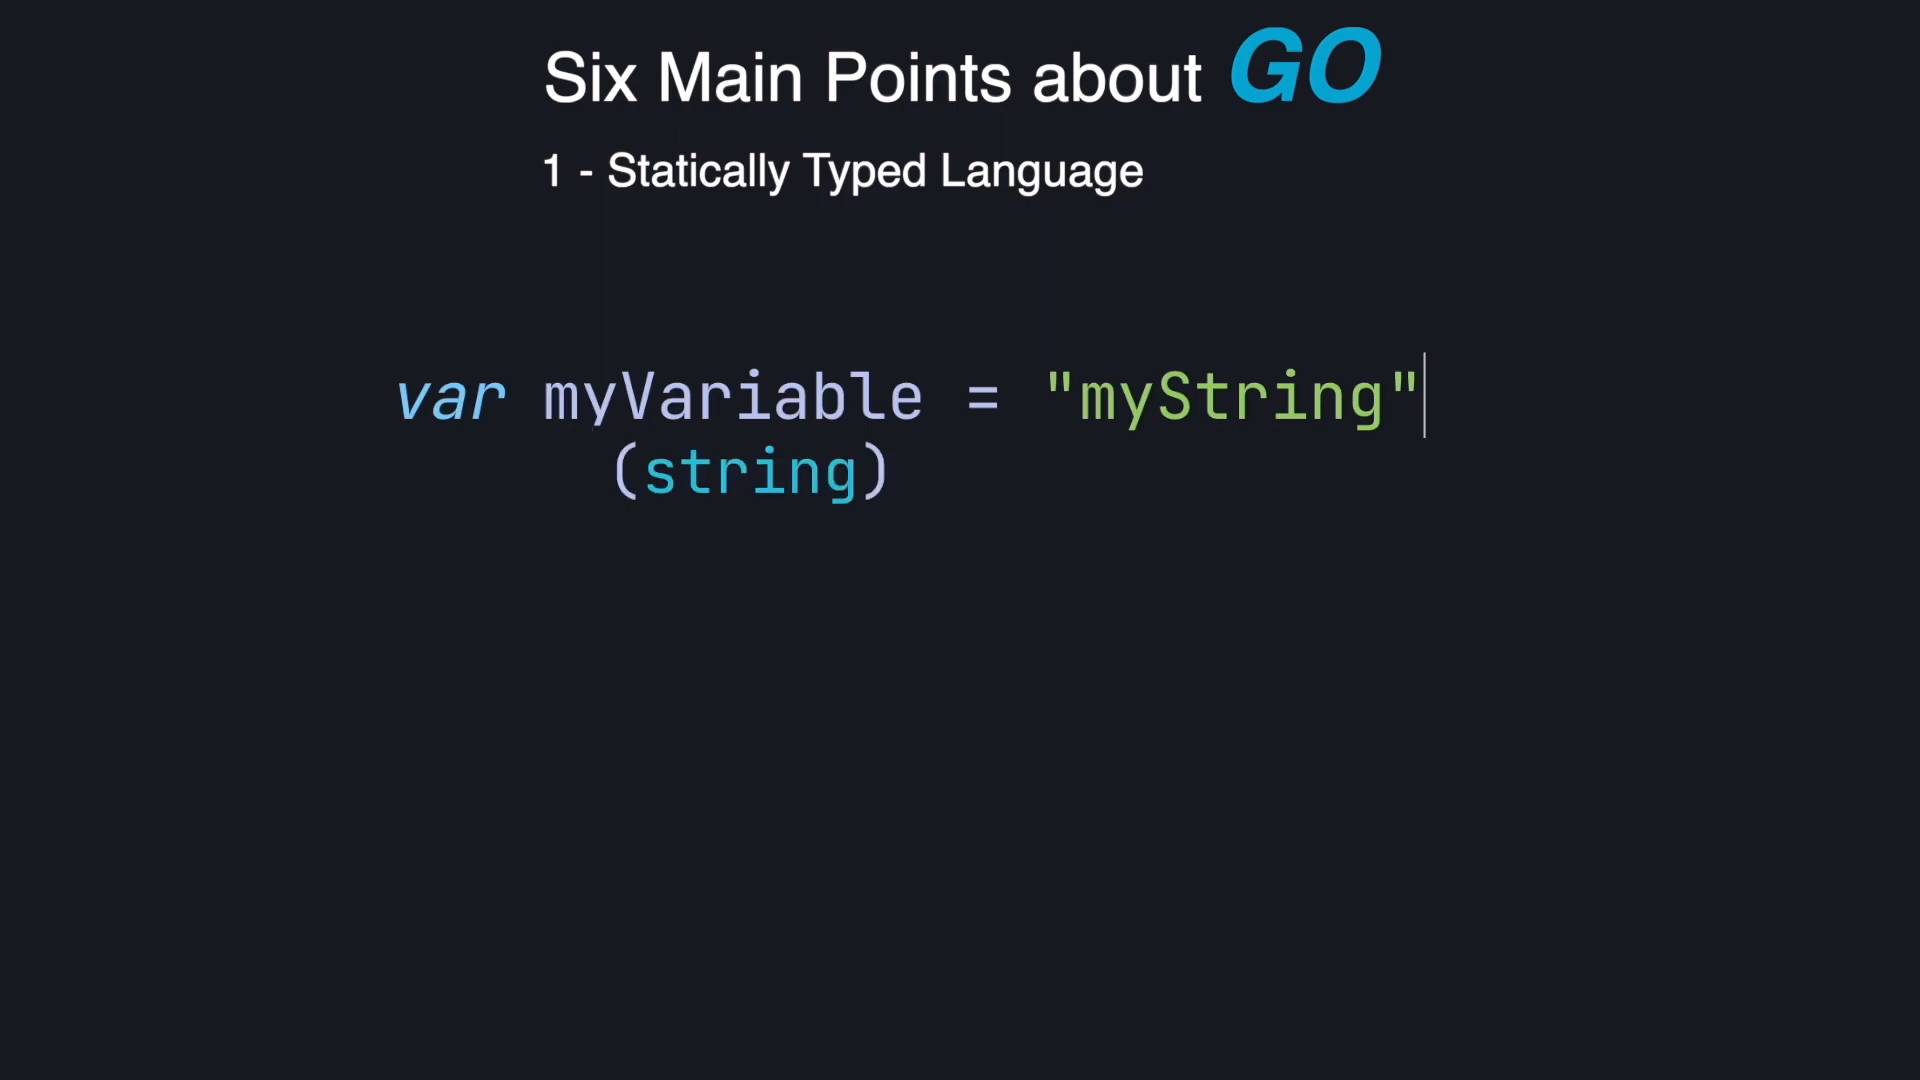 Six Main Points about GO
1 - Statically Typed Language
var myVariable = "myString"
(string)